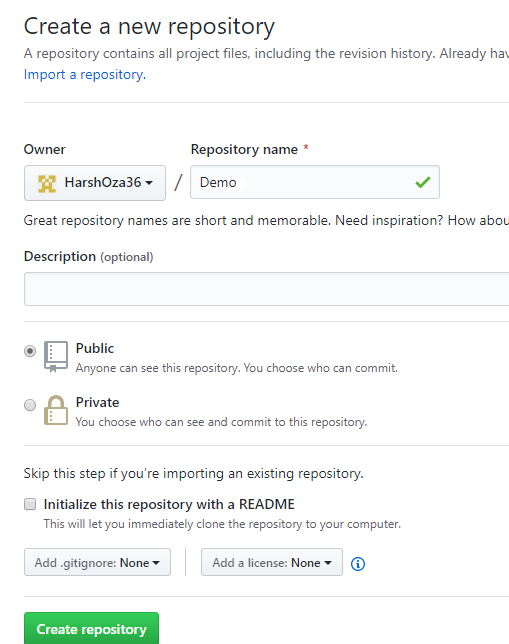 Create a new repository
A repository contains all project files, including the revision history. Already
Import a repository.
Owner
Repository name *
HarshOza36
/
Demo
Great repository names are short and memorable. Need inspiration? How
Description (optional)
Public
Anyone can see this repository. You choose who can commit.
Private
You choose who can see and commit to this repository.
Skip this step if you’re importing an existing repository.
Initialize this repository with a README
This will let you immediately clone the repository to your computer.
Add .gitignore: None
Add a license: None
Create repository